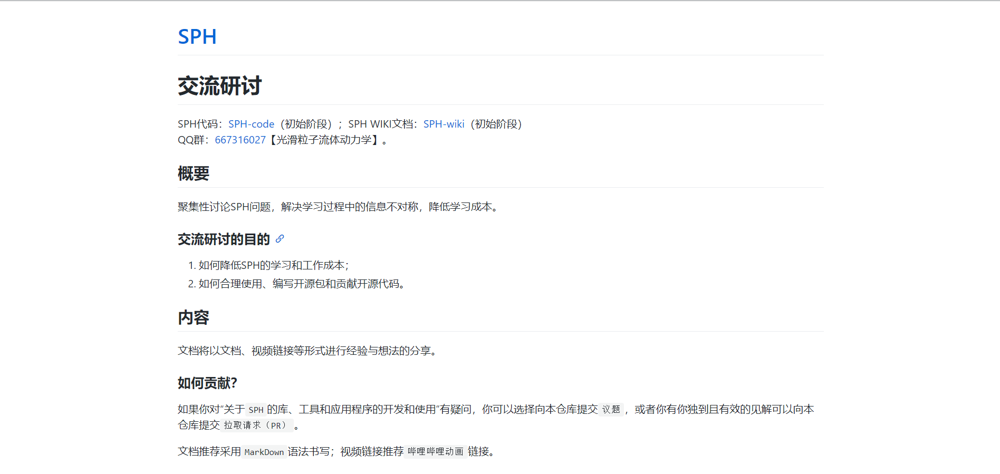 SPH
交流研讨
SPH代码：SPH-code（初始阶段）；SPH WIKI文档：SPH-wiki（初始阶段）
QQ群：667316027【光滑粒子流体动力学】。
概要
聚集性讨论SPH问题，解决学习过程中的信息不对称，降低学习成本。
交流研讨的目的
1. 如何降低SPH的学习和工作成本；
2. 如何合理使用、编写开源包和贡献开源代码。
内容
文档将以文档、视频链接等形式进行经验与想法的分享。
如何贡献？
如果你对“关于 SPH 的库、工具和应用程序的开发和使用”有疑问，你可以选择向本仓库提交 议题 ，或者你有你独到且有效的见解可以向本
仓库提交 拉取请求（PR） 。
文档推荐采用 MarkDown 语法书写；视频链接推荐 哔哩哔哩动画 链接。